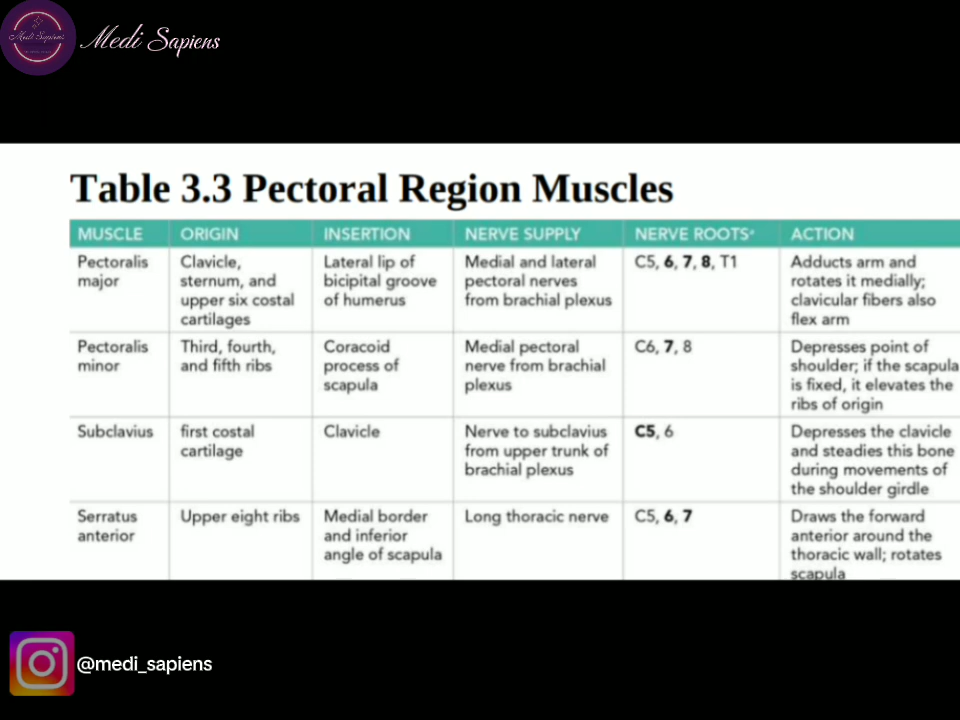 Medi Sapiens
Medi Sapiens
Table 3.3 Pectoral Region Muscles
MUSCLE ORIGIN INSERTION NERVE SUPPLY NERVE ROOTS* ACTION
Pectoralis Clavicle, Lateral lip of Medial and lateral C5, 6, 7, 8, T1 Adducts arm and
major sternum, and bicipital groove pectoral nerves rotates it medially;
upper six costal of humerus from brachial plexus clavicular fibers also
cartilages flex arm
Pectoralis Third, fourth, Coracoid Medial pectoral C6, 7, 8 Depresses point of
minor and fifth ribs process of nerve from brachial shoulder; if the scapula
scapula plexus is fixed, it elevates the
ribs of origin
Subclavius first costal Clavicle Nerve to subclavius C5, 6 Depresses the clavicle
cartilage from upper trunk of and steadies this bone
brachial plexus during movements of
the shoulder girdle
Serratus Upper eight ribs Medial border Long thoracic nerve C5, 6, 7 Draws the forward
anterior and inferior anterior around the
angle of scapula thoracic wall; rotates
scapula
@medi_sapiens